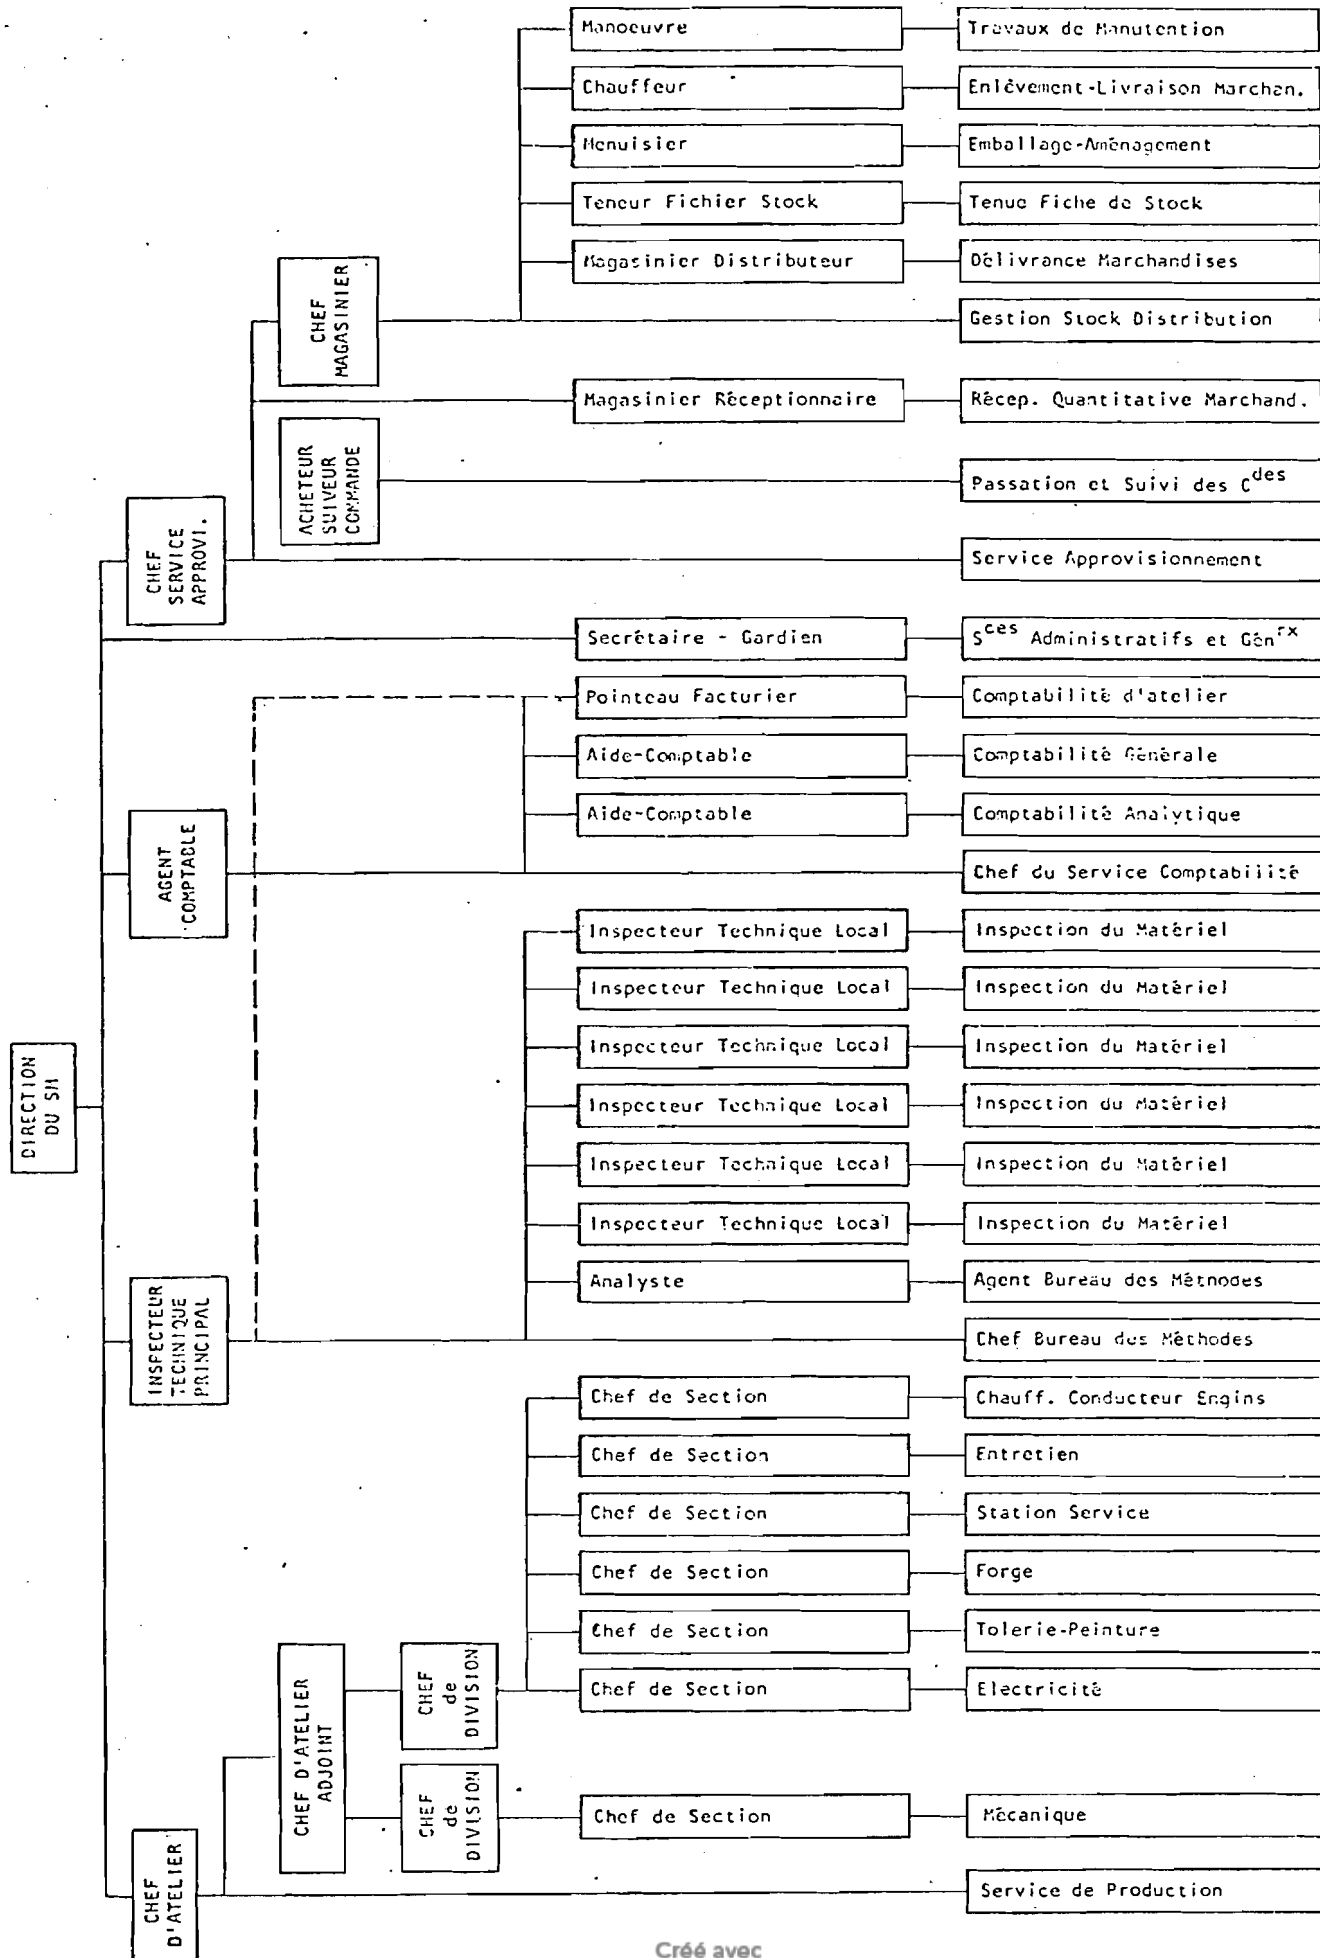 Manoeuvre
Travaux de Manutention
Chauffeur
Enlèvement-Livraison Marchan.
Menuisier
Emballage-Aménagement
Teneur Fichier Stock
Tenue Fiche de Stock
Magasinier Distributeur
Délivrance Marchandises
CHEF
MAGASINIER
Gestion Stock Distribution
Magasinier Réceptionnaire
Récep. Quantitative Marchand.
ACHETEUR
SUIVEUR
COMMANDE
Passation et Suivi des Cdes
CHEF
SERVICE
APPROVI.
Service Approvisionnement
Secrétaire - Gardien
Sces Administratifs et Génrx
Pointeau Facturier
Comptabilité d'atelier
Aide-Comptable
Comptabilité Générale
Aide-Comptable
Comptabilité Analytique
AGENT
COMPTABLE
Chef du Service Comptabilité
Inspecteur Technique Local
Inspection du Matériel
Inspecteur Technique Local
Inspection du Matériel
Inspecteur Technique Local
Inspection du Matériel
DIRECTION
DU SM
Inspecteur Technique Local
Inspection du Matériel
Inspecteur Technique Local
Inspection du Matériel
Inspecteur Technique Local
Inspection du Matériel
Analyste
Agent Bureau des Méthodes
INSPECTEUR
TECHNIQUE
PRINCIPAL
Chef Bureau des Méthodes
Chef de Section
Chauff. Conducteur Engins
Chef de Section
Entretien
Chef de Section
Station Service
Chef de Section
Forge
Chef de Section
Tolerie-Peinture
Chef de Section
Electricité
CHEF D'ATELIER
ADJOINT
CHEF
de
DIVISION
CHEF
de
DIVISION
Chef de Section
Mécanique
CHEF
D'ATELIER
Service de Production
Créé avec